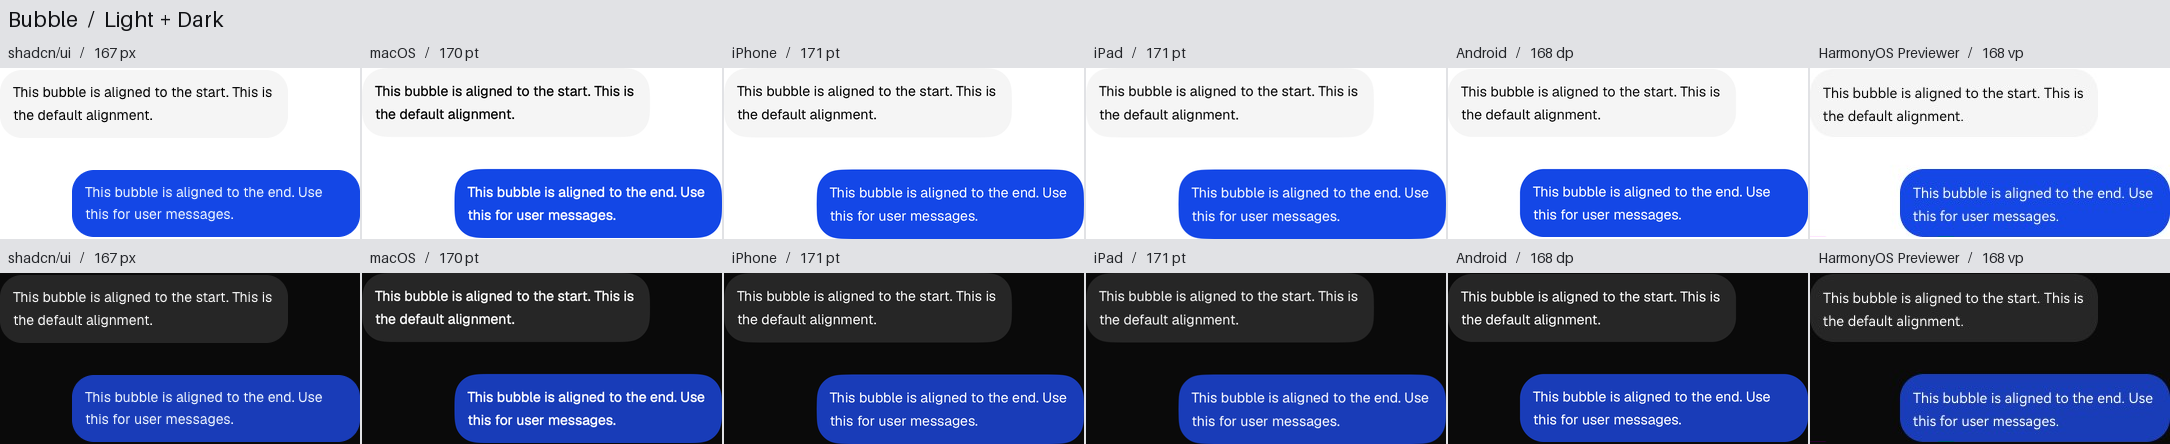 Bubble / Light + Dark
shadcn/ui / 167 px
macOS / 170 pt
iPhone / 171 pt
iPad / 171 pt
Android / 168 dp
HarmonyOS Previewer / 168 vp
This bubble is aligned to the start. This is
the default alignment.
This bubble is aligned to the end. Use
this for user messages.
This bubble is aligned to the start. This is
the default alignment.
This bubble is aligned to the end. Use
this for user messages.
This bubble is aligned to the start. This is
the default alignment.
This bubble is aligned to the end. Use
this for user messages.
This bubble is aligned to the start. This is
the default alignment.
This bubble is aligned to the end. Use
this for user messages.
This bubble is aligned to the start. This is
the default alignment.
This bubble is aligned to the end. Use
this for user messages.
This bubble is aligned to the start. This is
the default alignment.
This bubble is aligned to the end. Use
this for user messages.
shadcn/ui / 167 px
macOS / 170 pt
iPhone / 171 pt
iPad / 171 pt
Android / 168 dp
HarmonyOS Previewer / 168 vp
This bubble is aligned to the start. This is
the default alignment.
This bubble is aligned to the end. Use
this for user messages.
This bubble is aligned to the start. This is
the default alignment.
This bubble is aligned to the end. Use
this for user messages.
This bubble is aligned to the start. This is
the default alignment.
This bubble is aligned to the end. Use
this for user messages.
This bubble is aligned to the start. This is
the default alignment.
This bubble is aligned to the end. Use
this for user messages.
This bubble is aligned to the start. This is
the default alignment.
This bubble is aligned to the end. Use
this for user messages.
This bubble is aligned to the start. This is
the default alignment.
This bubble is aligned to the end. Use
this for user messages.